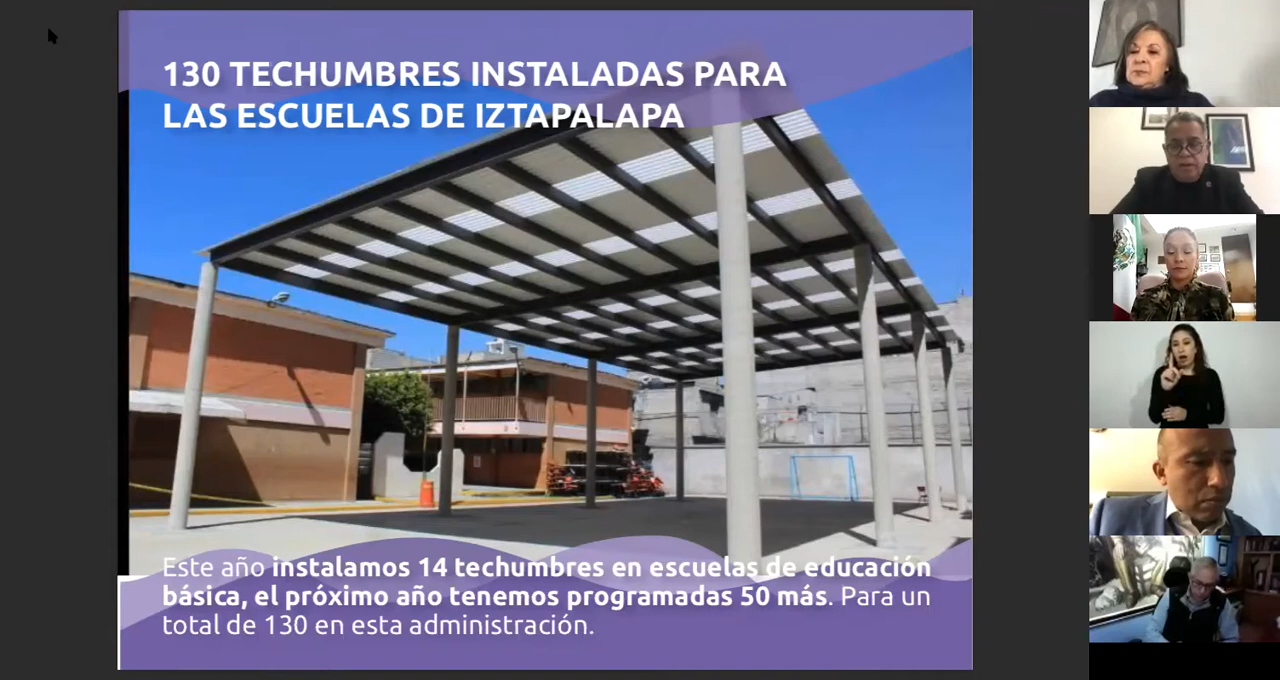 130 TECHUMBRES INSTALADAS PARA
LAS ESCUELAS DE IZTAPALAPA
Este año instalamos 14 techumbres en escuelas de educación
básica, el próximo año tenemos programadas 50 más. Para un
total de 130 en esta administración.